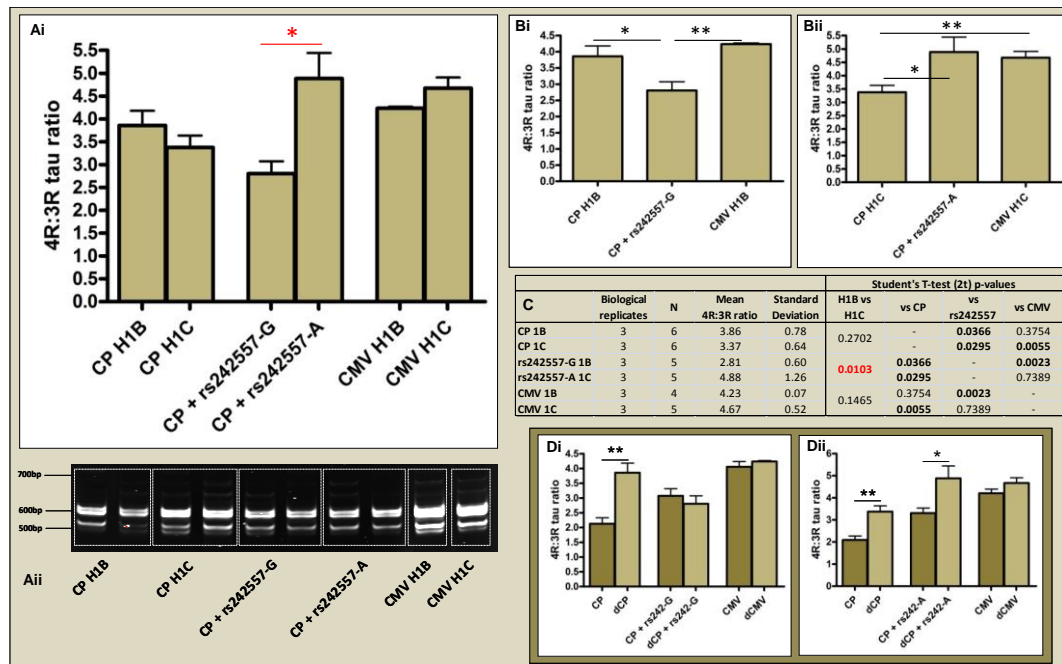 Ai
*
5.5
5.0
4.5
4.0
3.5
3.0
2.5
2.0
1.5
1.0
0.5
0.0
4R:3R tau ratio
CP H1B
CP H1C
CP + rs242557-G
CP + rs242557-A
CMV H1B
CMV H1C
Bi
* **
4.5
4.0
3.5
3.0
2.5
2.0
1.5
1.0
0.5
0.0
4R:3R tau ratio
CP H1B
CP + rs242557-G
CMV H1B
Bii
**
*
6.0
5.5
5.0
4.5
4.0
3.5
3.0
2.5
2.0
1.5
1.0
0.5
0.0
4R:3R tau ratio
CP H1C
CP + rs242557-A
CMV H1C
Student's T-test (2t) p-values
C Biological replicates N Mean 4R:3R ratio Standard Deviation H1B vs H1C vs CP vs rs242557 vs CMV
CP 1B 3 6 3.86 0.78 0.2702 - 0.0366 0.3754
CP 1C 3 6 3.37 0.64 - 0.0295 0.0055
rs242557-G 1B 3 5 2.81 0.60 0.0103 0.0366 - 0.0023
rs242557-A 1C 3 5 4.88 1.26 0.0295 - 0.7389
CMV 1B 3 4 4.23 0.07 0.1465 0.3754 0.0023 -
CMV 1C 3 5 4.67 0.52 0.0055 0.7389 -
700bp
600bp
500bp
Aii
CP H1B
CP H1C
CP + rs242557-G
CP + rs242557-A
CMV H1B
CMV H1C
Di
**
4.5
4.0
3.5
3.0
2.5
2.0
1.5
1.0
0.5
0.0
4R:3R tau ratio
CP
dCP
CP + rs242-G
dCP + rs242-G
CMV
dCMV
Dii
** *
6
5
4
3
2
1
0
4R:3R tau ratio
CP
dCP
CP + rs242-A
dCP + rs242-A
CMV
dCMV